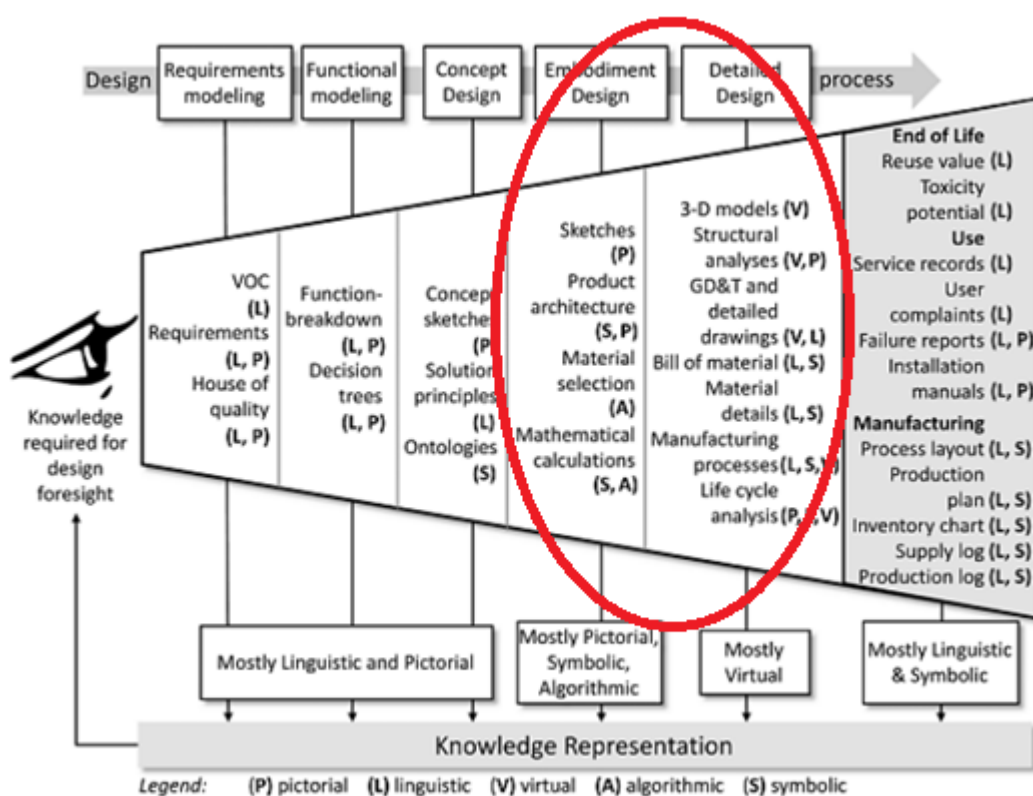 Design
Requirements
modeling
Functional
modeling
Concept
Design
Embodiment
Design
Detailed
Design
process
Knowledge
required for
design
foresight
VOC
(L)
Requirements
(L, P)
House of
quality
(L, P)
Function-
breakdown
(L, P)
Decision
trees
(L, P)
Concept
sketches
(P
Solution
principles
(L)
Ontologies
(S)
Sketches
(P)
Product
architecture
(S, P)
Material
selection
(A)
Mathematical
calculations
(S, A)
3-D models (V)
Structural
analyses (V, P)
GD&T and
detailed
drawings (V, L)
Bill of material (L, S)
Material
details (L, S)
Manufacturing
processes (L, S,
Life cycle
analysis (P, V)
End of Life
Reuse value (L)
Toxicity
potential (L)
Use
Service records (L)
User
complaints (L)
Failure reports (L, P)
Installation
manuals (L, P)
Manufacturing
Process layout (L, S)
Production
plan (L, S)
Inventory chart (L, S)
Supply log (L, S)
Production log (L, S)
Mostly Linguistic and Pictorial
Mostly Pictorial,
Symbolic,
Algorithmic
Mostly
Virtual
Mostly Linguistic
& Symbolic
Knowledge Representation
Legend: (P) pictorial (L) linguistic (V) virtual (A) algorithmic (S) symbolic